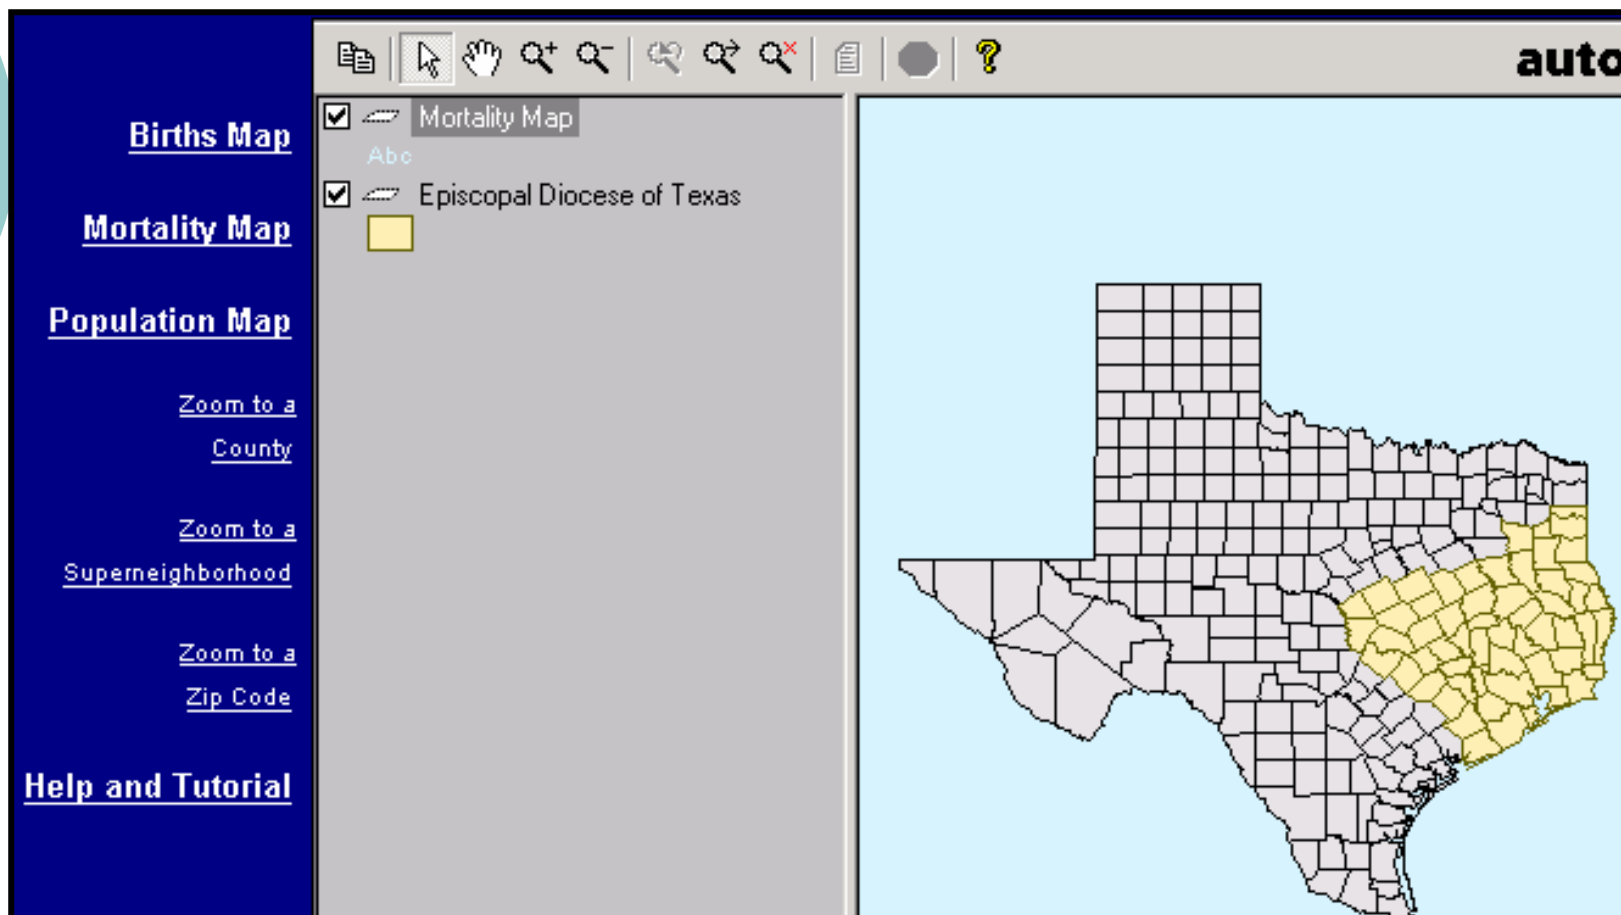 auto
Births Map
Mortality Map
Population Map
Zoom to a
County
Zoom to a
Superneighborhood
Zoom to a
Zip Code
Help and Tutorial
Mortality Map
Abc
Episcopal Diocese of Texas